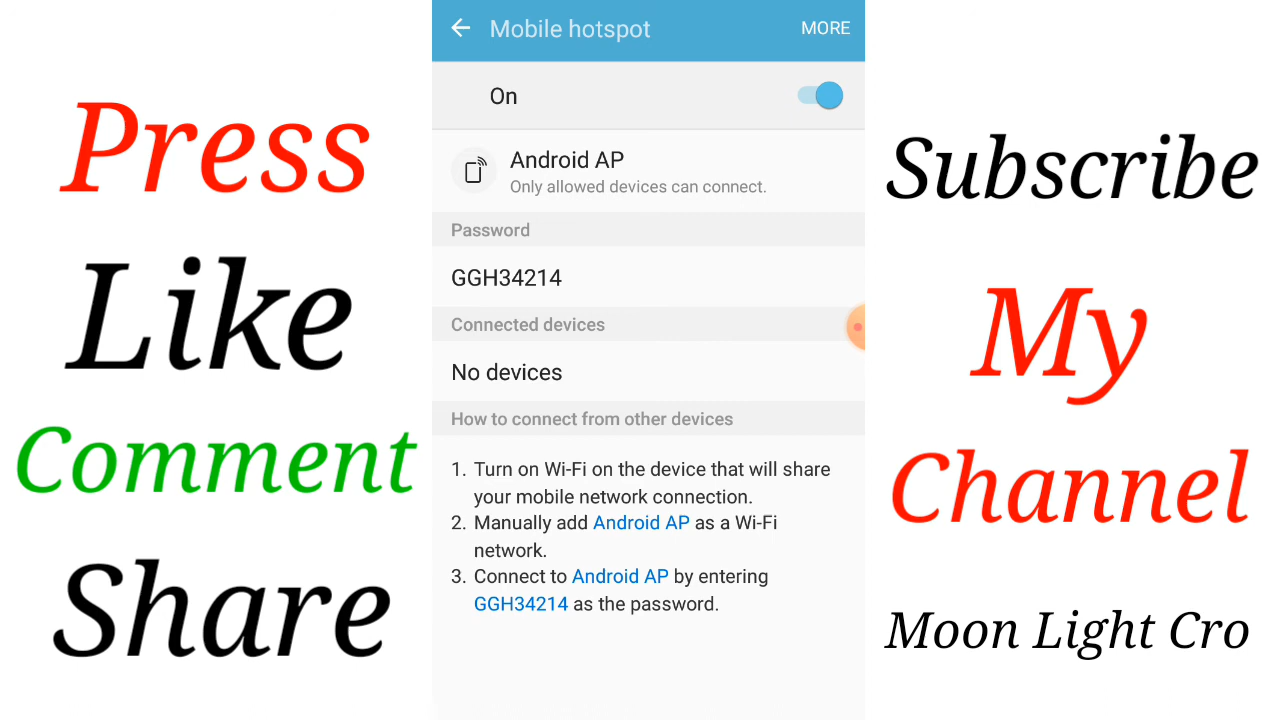 Press
Like
Comment
Share
Mobile hotspot
MORE
On
Android AP
Only allowed devices can connect.
Password
GGH34214
Connected devices
No devices
How to connect from other devices
1. Turn on Wi-Fi on the device that will share
your mobile network connection.
2. Manually add Android AP as a Wi-Fi
network.
3. Connect to Android AP by entering
GGH34214 as the password.
Subscribe
My
Channel
Moon Light Cro